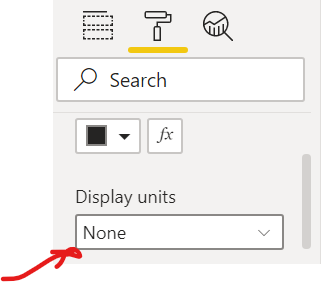 Search
fx
Display units
None